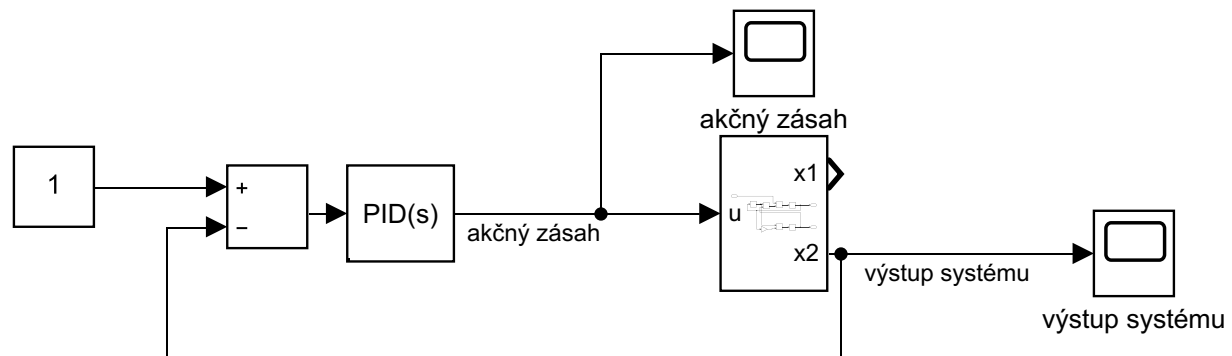 akčný zásah
1
+
−
PID(s)
akčný zásah
u
x1
x2
výstup systému
výstup systému